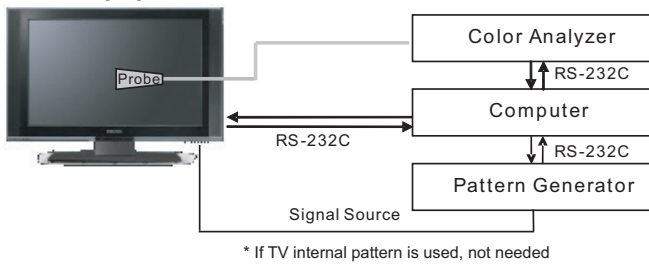 Color Analyzer
Probe
RS-232C
Computer
RS-232C
RS-232C
Pattern Generator
Signal Source
* If TV internal pattern is used, not needed